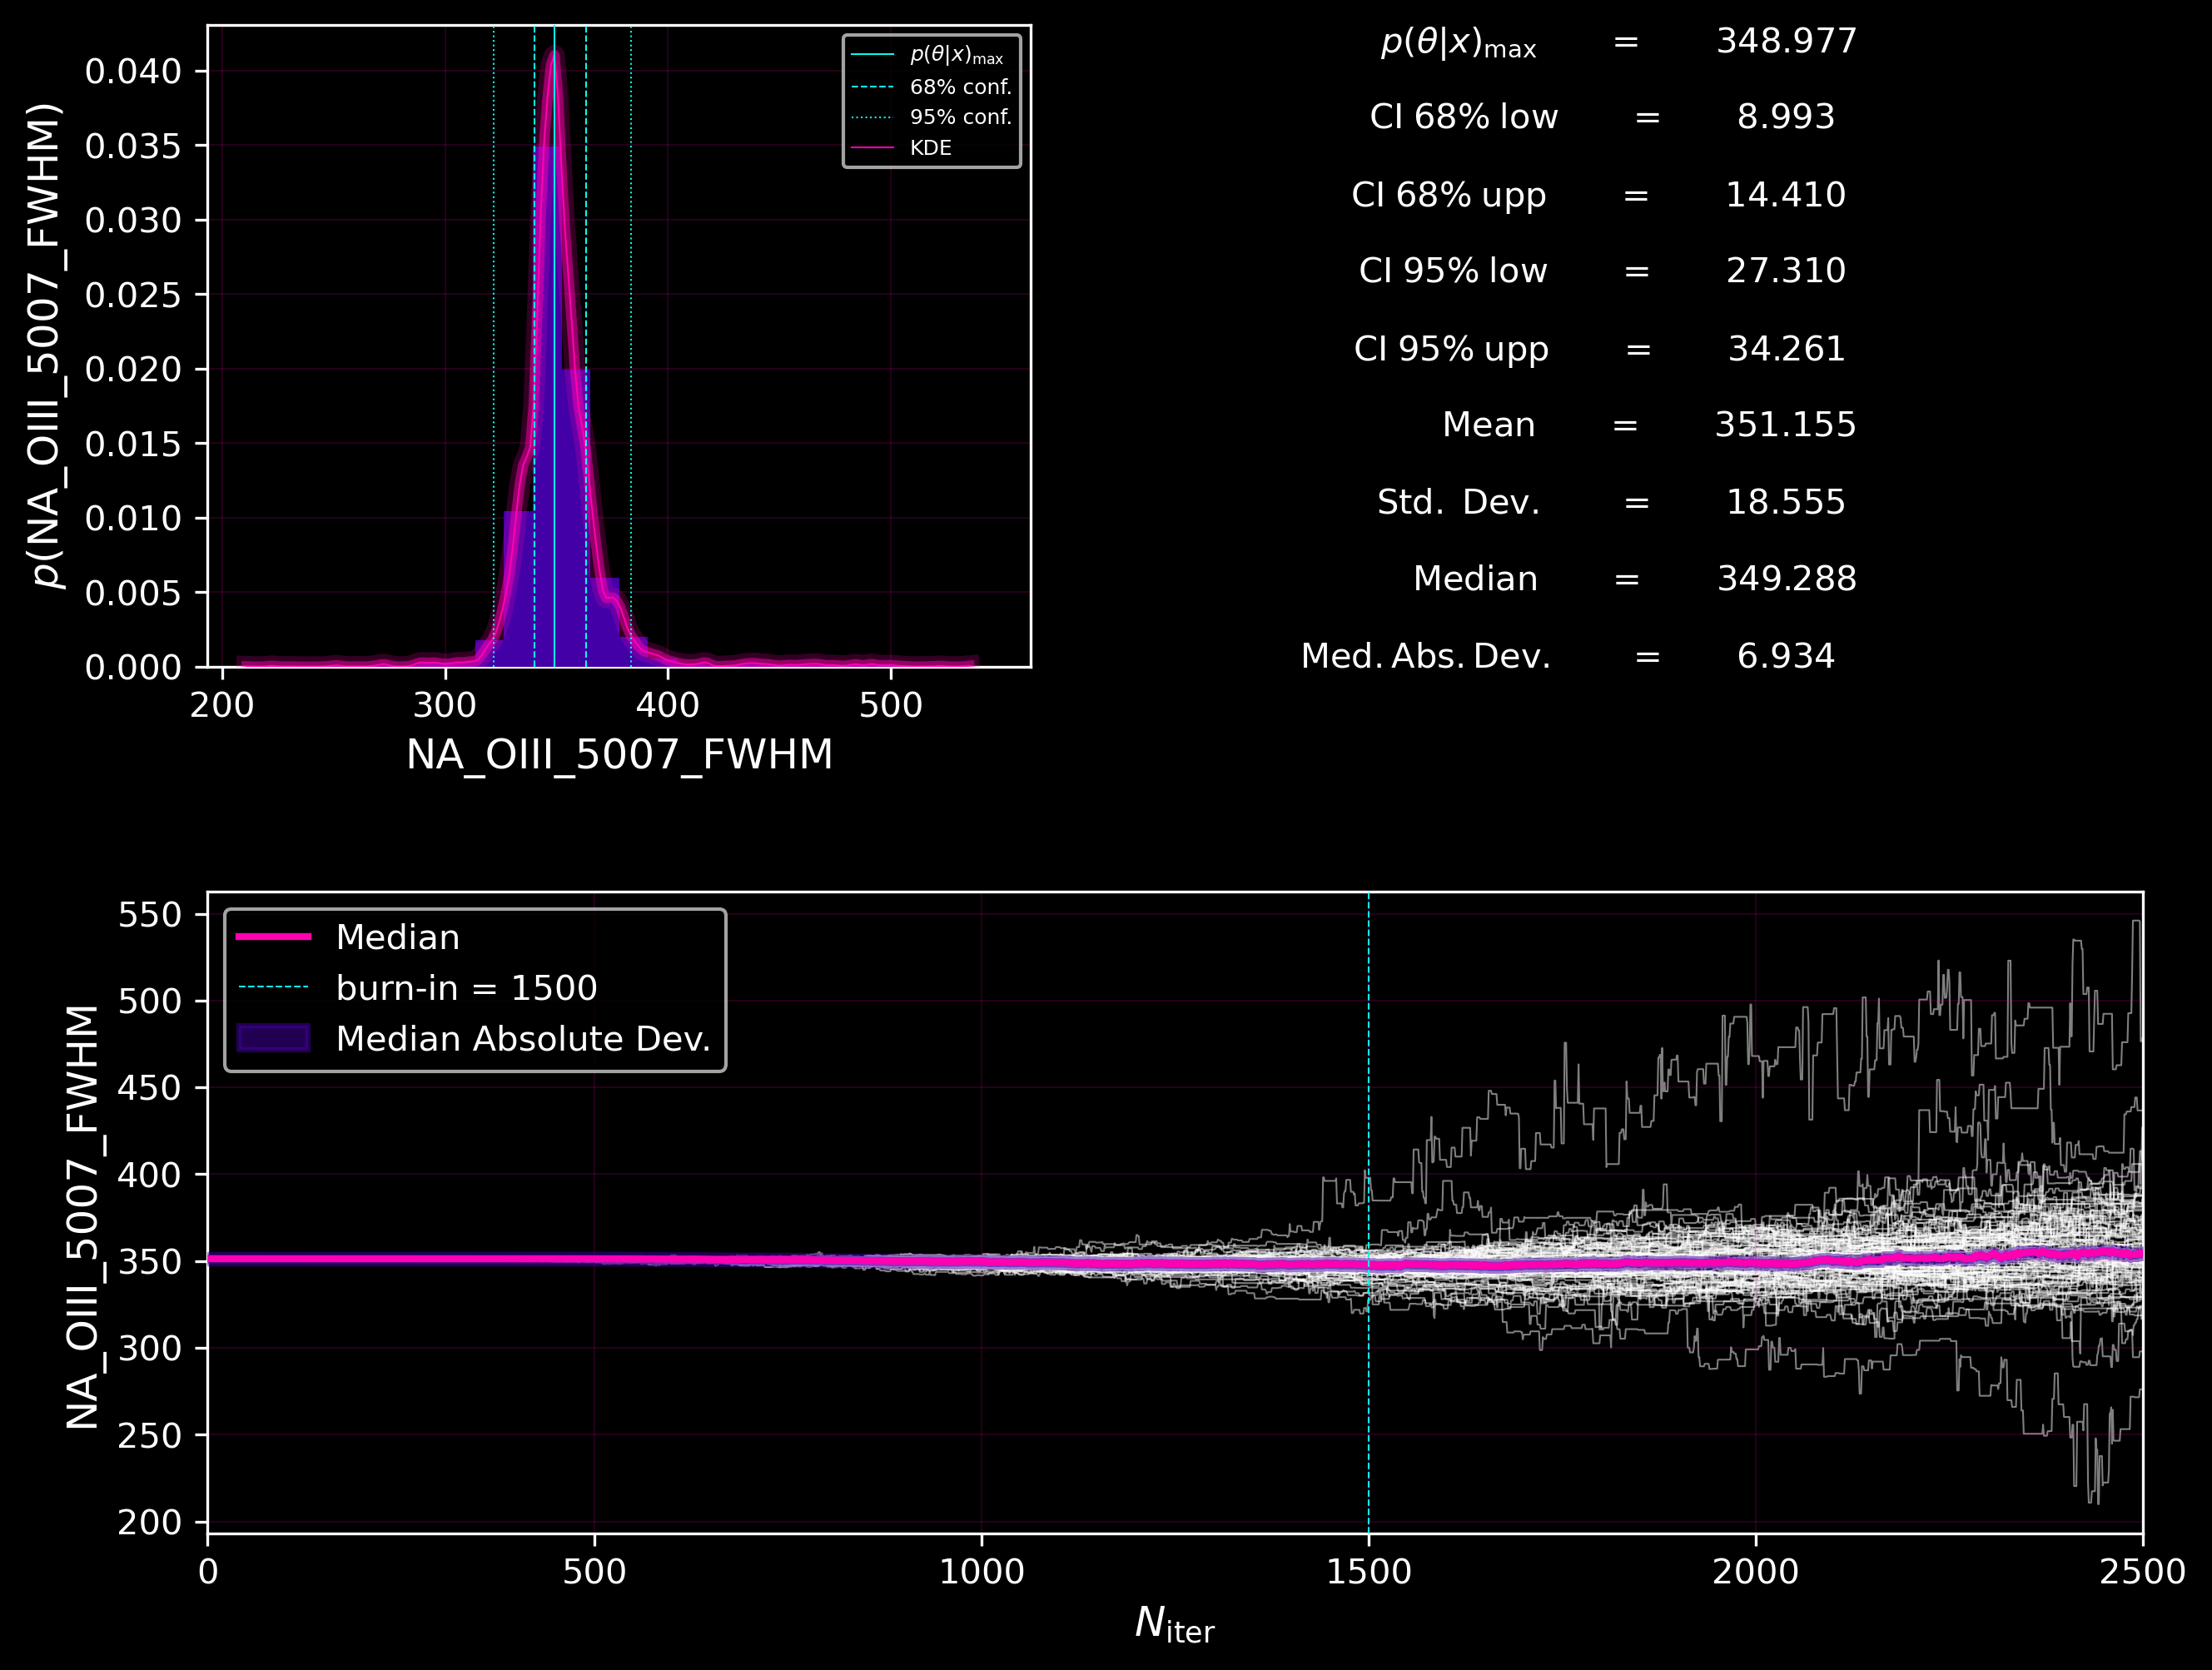 p(NA_OIII_5007_FWHM)
0.040
0.035
0.030
0.025
0.020
0.015
0.010
0.005
0.000
200 300 400 500
NA_OIII_5007_FWHM
p(θ|x)max
68% conf.
95% conf.
KDE
p(θ|x)max = 348.977
CI 68% low = 8.993
CI 68% upp = 14.410
CI 95% low = 27.310
CI 95% upp = 34.261
Mean = 351.155
Std. Dev. = 18.555
Median = 349.288
Med. Abs. Dev. = 6.934
NA_OIII_5007_FWHM
550
500
450
400
350
300
250
200
Median
burn-in = 1500
Median Absolute Dev.
0 500 1000 1500 2000 2500
Niter